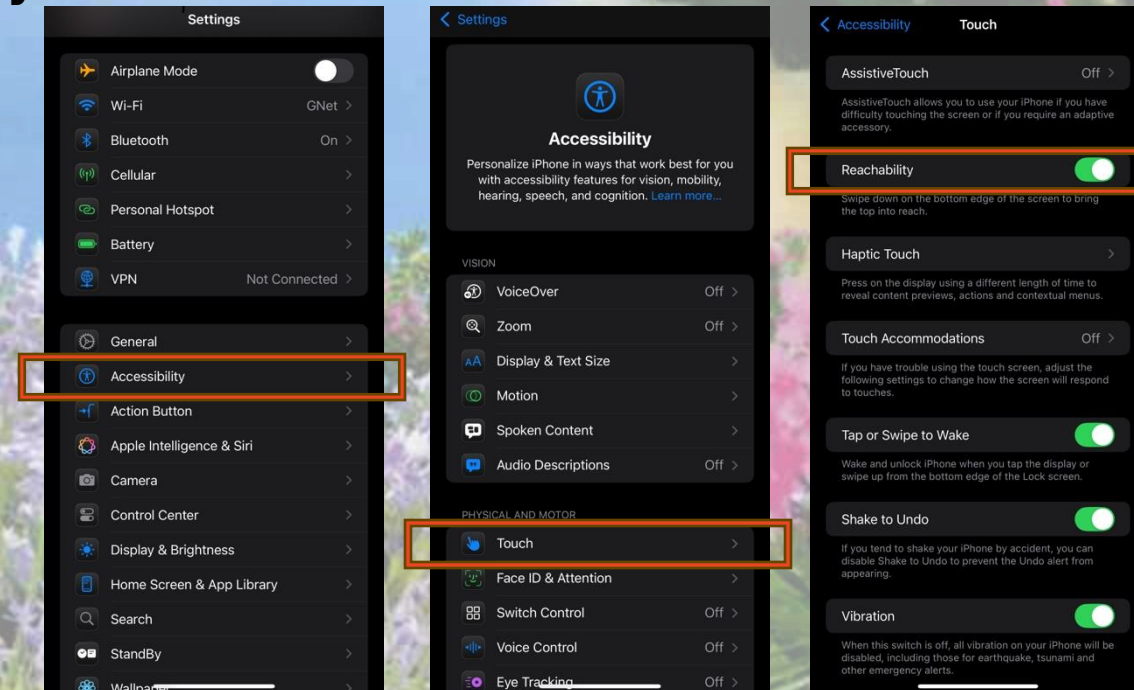 Settings
Airplane Mode
Wi-Fi GNet
Bluetooth On
Cellular
Personal Hotspot
Battery
VPN Not Connected
General
Accessibility
Action Button
Apple Intelligence & Siri
Camera
Control Center
Display & Brightness
Home Screen & App Library
Search
StandBy
Wallpaper
Settings
Accessibility
Personalize iPhone in ways that work best for you
with accessibility features for vision, mobility,
hearing, speech, and cognition. Learn more...
VISION
VoiceOver Off
Zoom Off
AA Display & Text Size
Motion
Spoken Content
Audio Descriptions Off
PHYSICAL AND MOTOR
Touch
Face ID & Attention
Switch Control Off
Voice Control Off
Eye Tracking Off
Accessibility Touch
AssistiveTouch Off
AssistiveTouch allows you to use your iPhone if you have
difficulty touching the screen or if you require an adaptive
accessory.
Reachability
Swipe down on the bottom edge of the screen to bring
the top into reach.
Haptic Touch
Press on the display using a different length of time to
reveal content previews, actions and contextual menus.
Touch Accommodations Off
If you have trouble using the touch screen, adjust the
following settings to change how the screen will respond
to touches.
Tap or Swipe to Wake
Wake and unlock iPhone when you tap the display or
swipe up from the bottom edge of the Lock screen.
Shake to Undo
If you tend to shake your iPhone by accident, you can
disable Shake to Undo to prevent the Undo alert from
appearing.
Vibration
When this switch is off, all vibration on your iPhone will be
disabled, including those for earthquake, tsunami and
other emergency alerts.